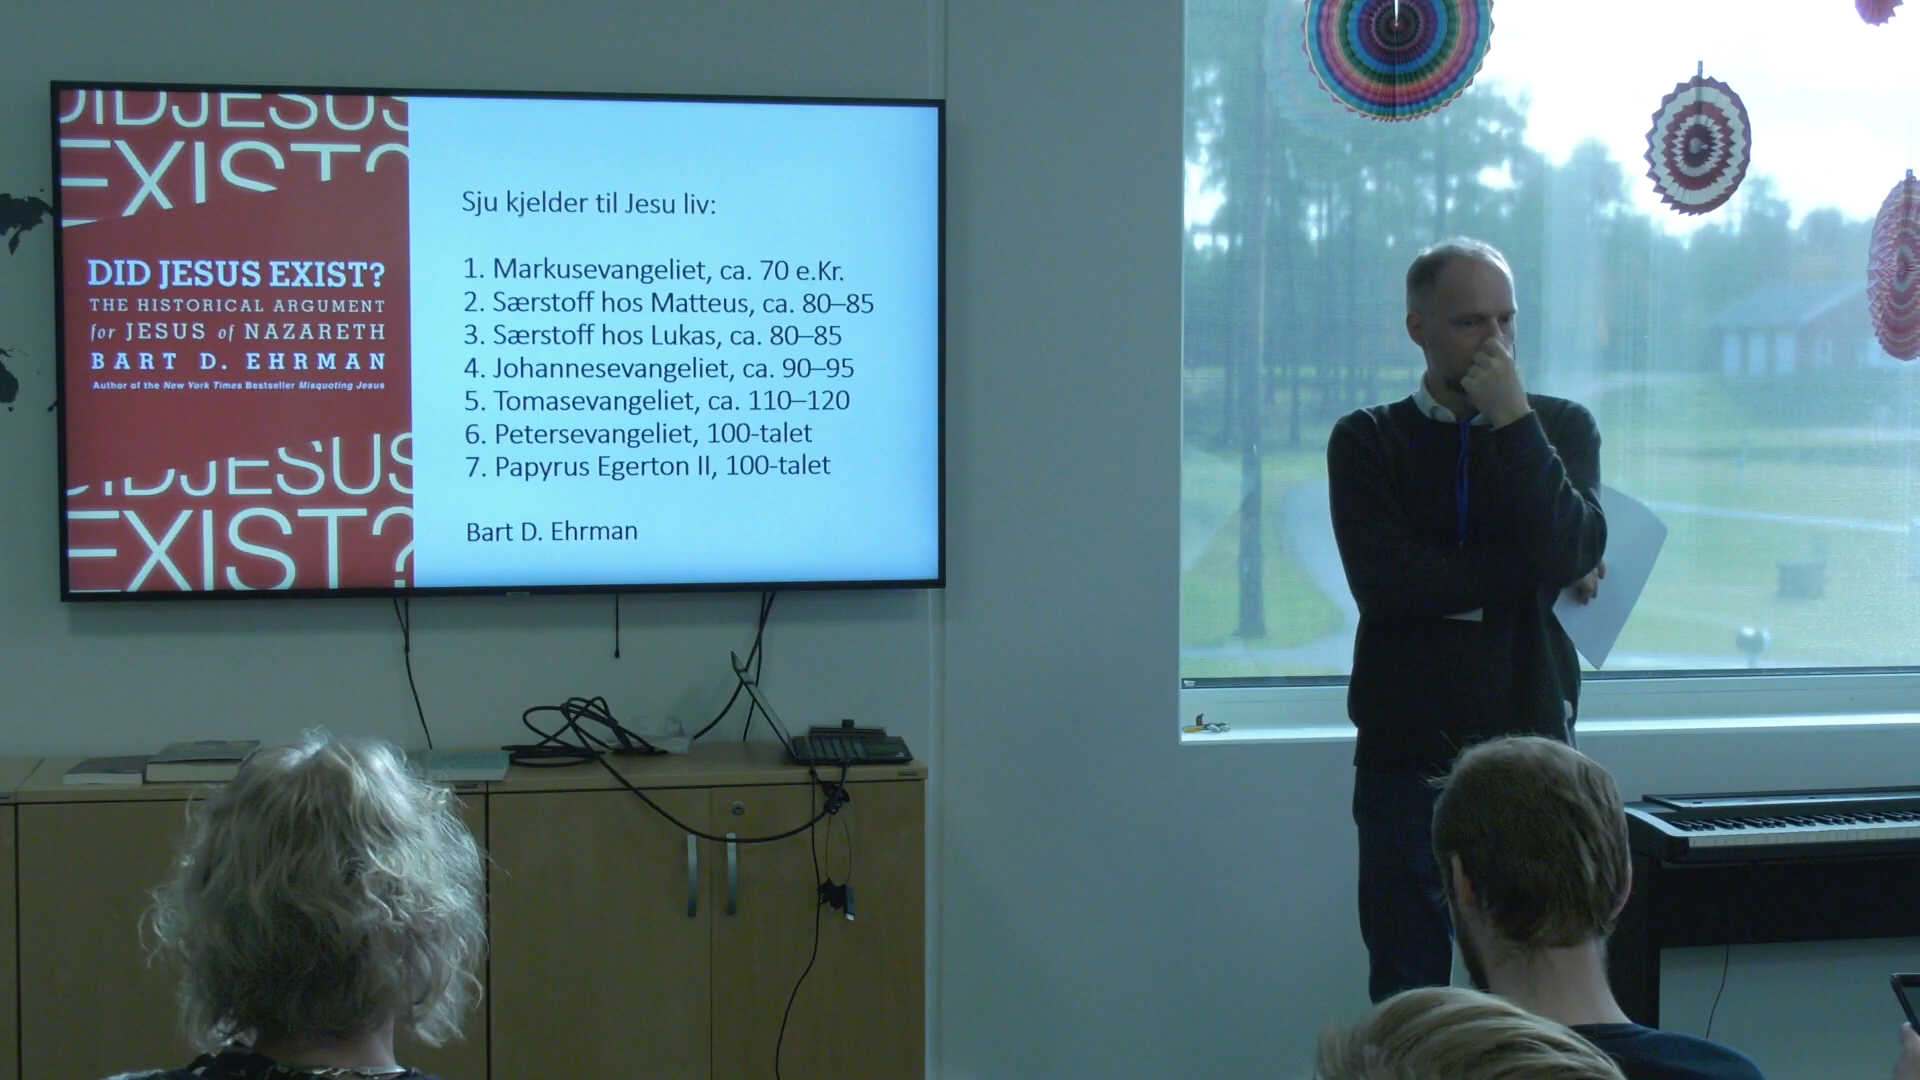 DIDJESUS
EXIST?
DID JESUS EXIST?
THE HISTORICAL ARGUMENT
for JESUS of NAZARETH
BART D. EHRMAN
Author of the New York Times Bestseller Misquoting Jesus
DIDJESUS
EXIST?
Sju kjelder til Jesu liv:
1. Markusevangeliet, ca. 70 e.Kr.
2. Særstoff hos Matteus, ca. 80–85
3. Særstoff hos Lukas, ca. 80–85
4. Johannesevangeliet, ca. 90–95
5. Tomasevangeliet, ca. 110–120
6. Petersevangeliet, 100-talet
7. Papyrus Egerton II, 100-talet
Bart D. Ehrman